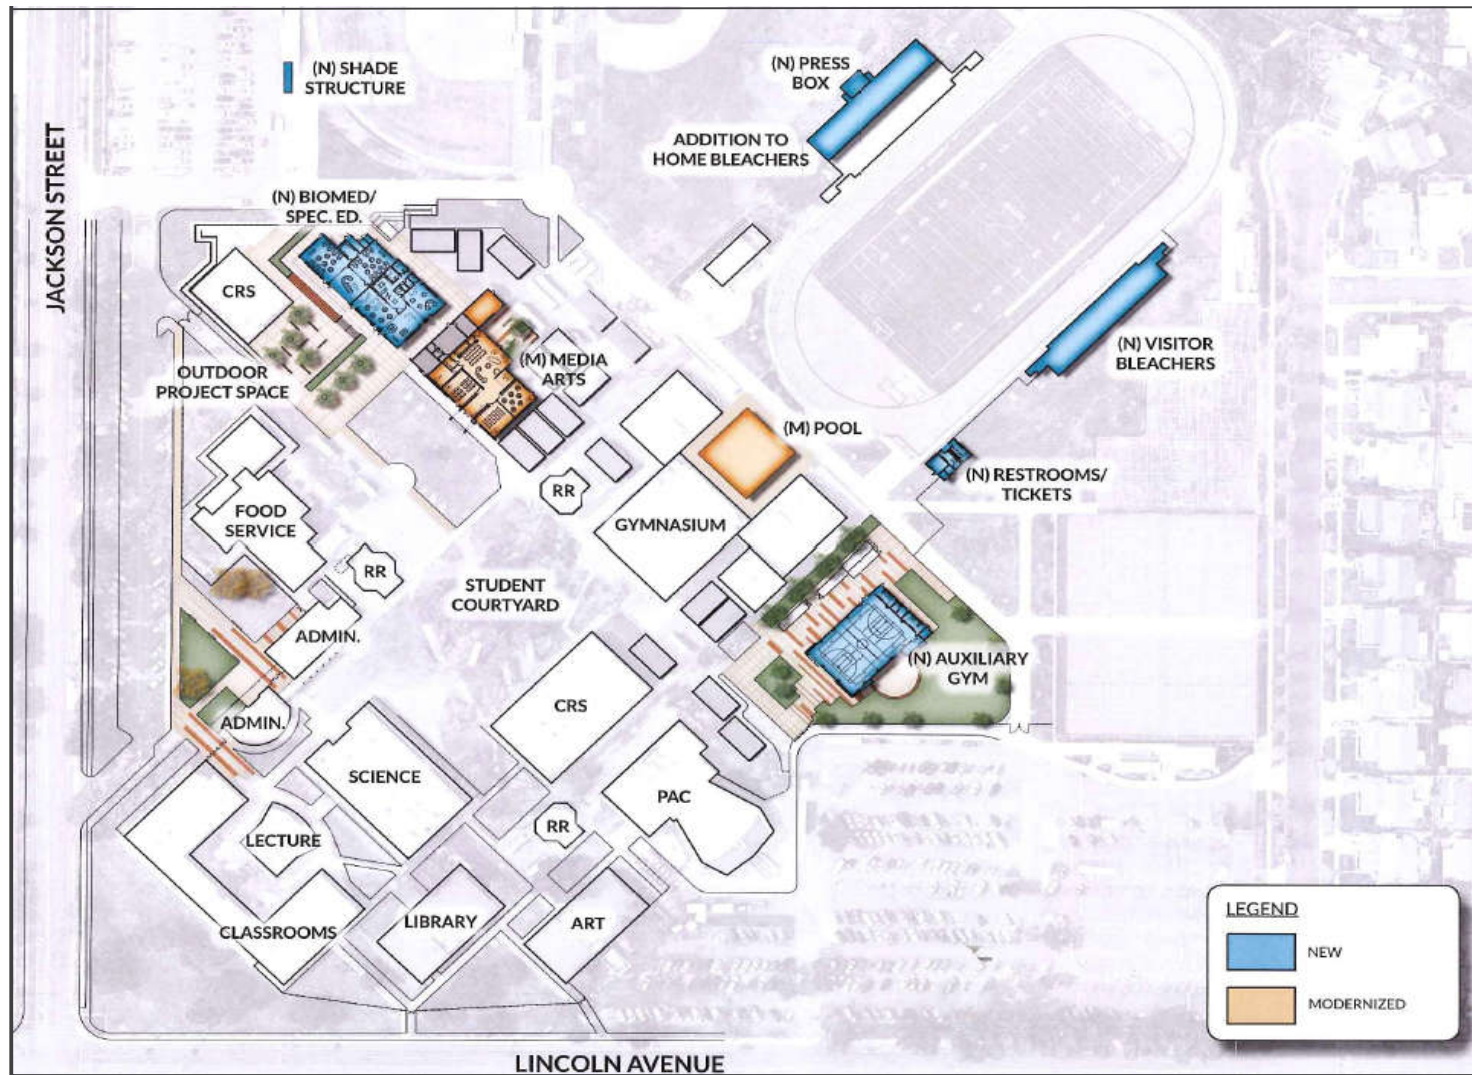 (N) SHADE
STRUCTURE
(N) PRESS
BOX
ADDITION TO
HOME BLEACHERS
JACKSON STREET
(N) BIOMED/
SPEC. ED.
CRS
(N) VISITOR
BLEACHERS
(M) MEDIA
ARTS
OUTDOOR
PROJECT SPACE
(M) POOL
(N) RESTROOMS/
TICKETS
RR
FOOD
SERVICE
GYMNASIUM
RR
STUDENT
COURTYARD
ADMIN.
(N) AUXILIARY
GYM
CRS
ADMIN.
SCIENCE
PAC
RR
LECTURE
LIBRARY
ART
CLASSROOMS
LEGEND
NEW
MODERNIZED
LINCOLN AVENUE